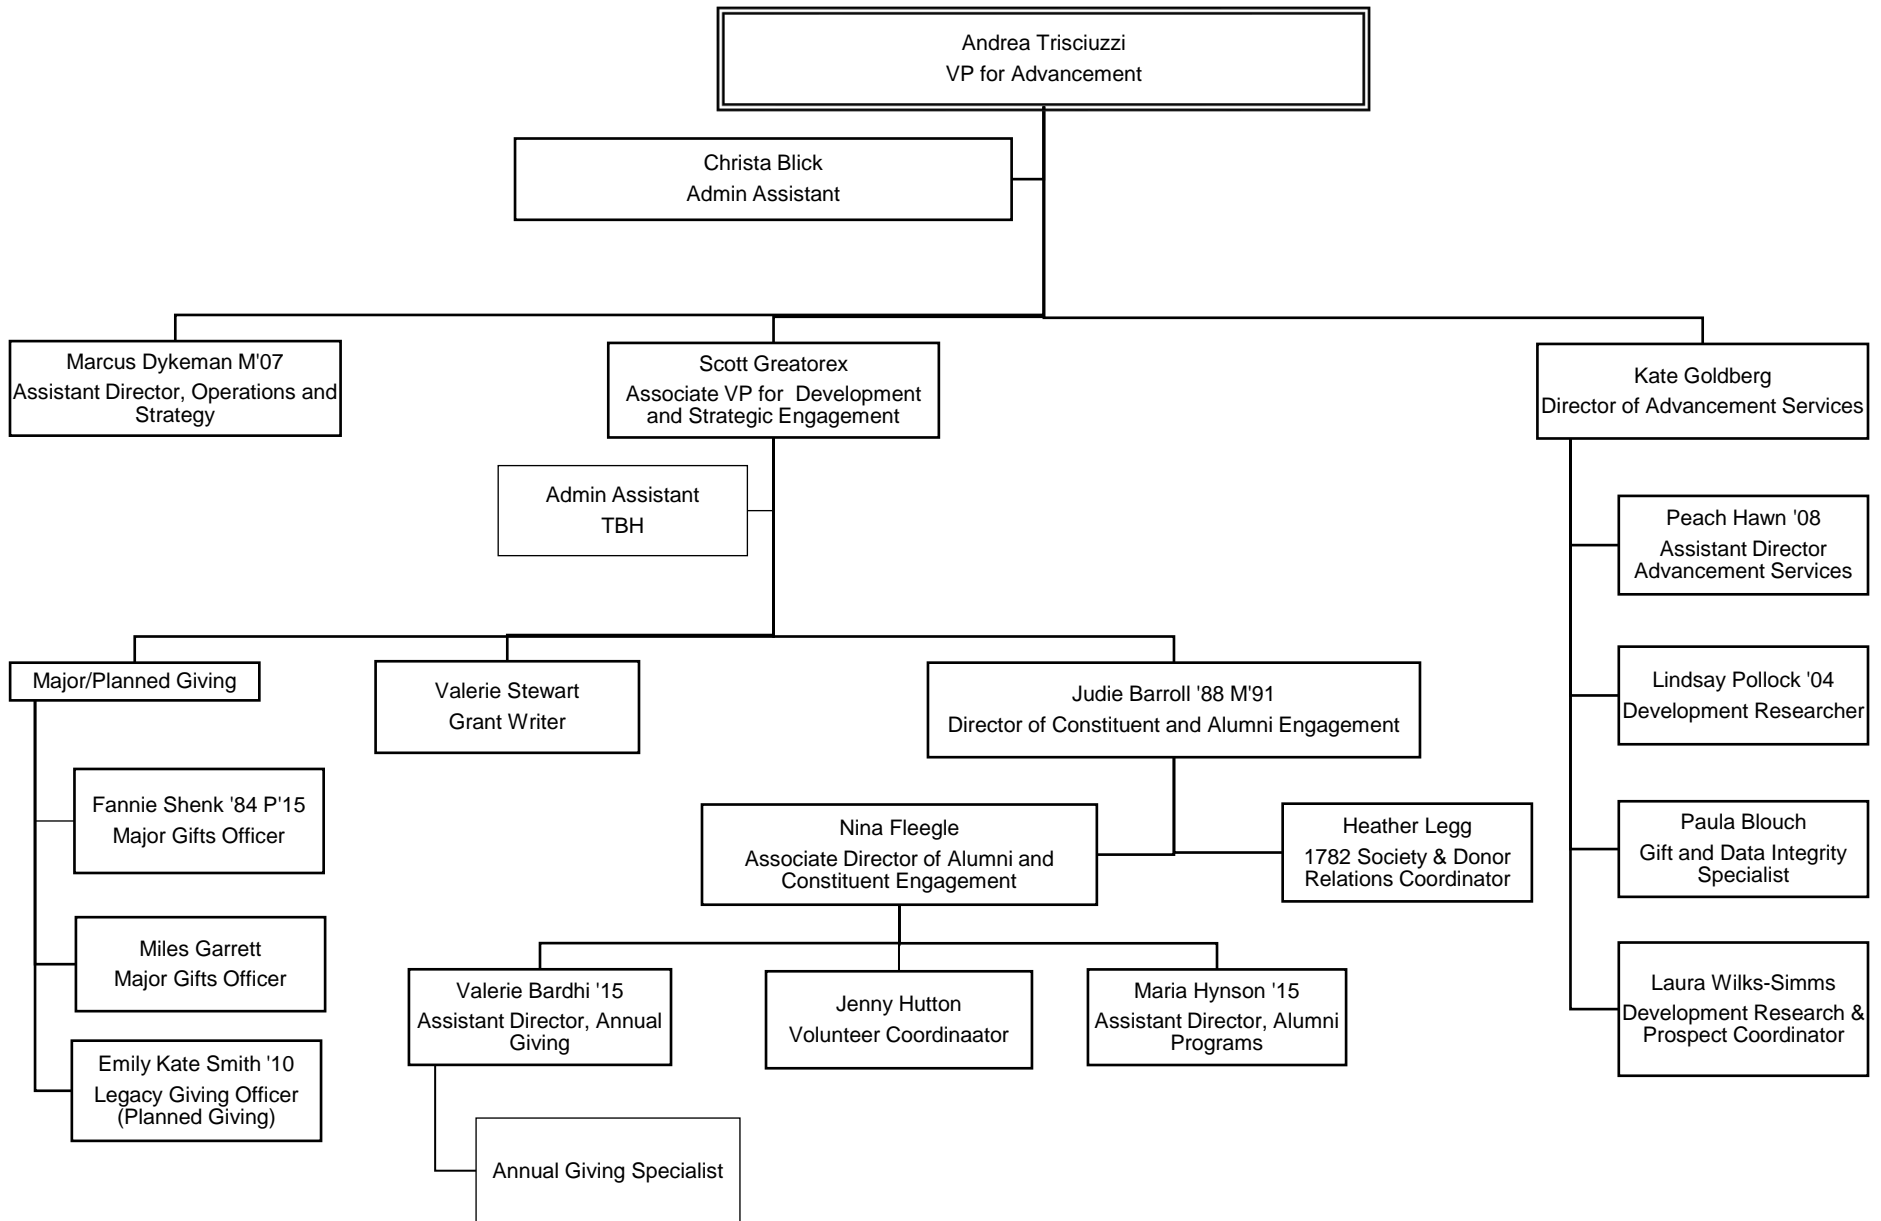 Andrea Trisciuzzi
VP for Advancement
Christa Blick
Admin Assistant
Marcus Dykeman M'07
Assistant Director, Operations and
Strategy
Scott Greatorex
Associate VP for  Development
and Strategic Engagement
Kate Goldberg
Director of Advancement Services
Admin Assistant
TBH
Peach Hawn '08
Assistant Director
Advancement Services
Lindsay Pollock '04
Development Researcher
Paula Blouch
Gift and Data Integrity
Specialist
Laura Wilks-Simms
Development Research &
Prospect Coordinator
Major/Planned Giving
Valerie Stewart
Grant Writer
Judie Barroll '88 M'91
Director of Constituent and Alumni Engagement
Fannie Shenk '84 P'15
Major Gifts Officer
Miles Garrett
Major Gifts Officer
Emily Kate Smith '10
Legacy Giving Officer
(Planned Giving)
Nina Fleegle
Associate Director of Alumni and
Constituent Engagement
Heather Legg
1782 Society & Donor
Relations Coordinator
Valerie Bardhi '15
Assistant Director, Annual
Giving
Jenny Hutton
Volunteer Coordinaator
Maria Hynson '15
Assistant Director, Alumni
Programs
Annual Giving Specialist